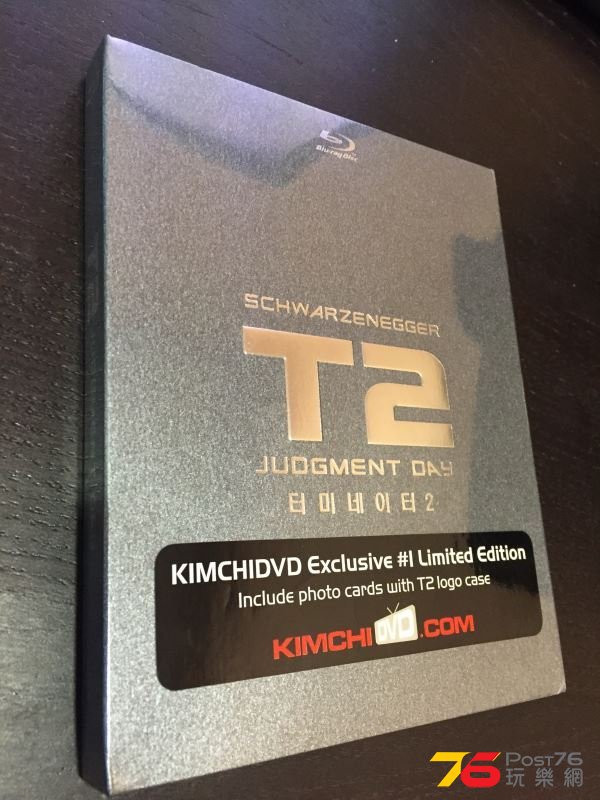 Blu-ray Disc
SCHWARZENEGGER
T2
JUDGMENT DAY
터미네이터 2
KIMCHIDVD Exclusive #1 Limited Edition
Include photo cards with T2 logo case
KIMCHIDVD.COM
76 POST76
玩樂網